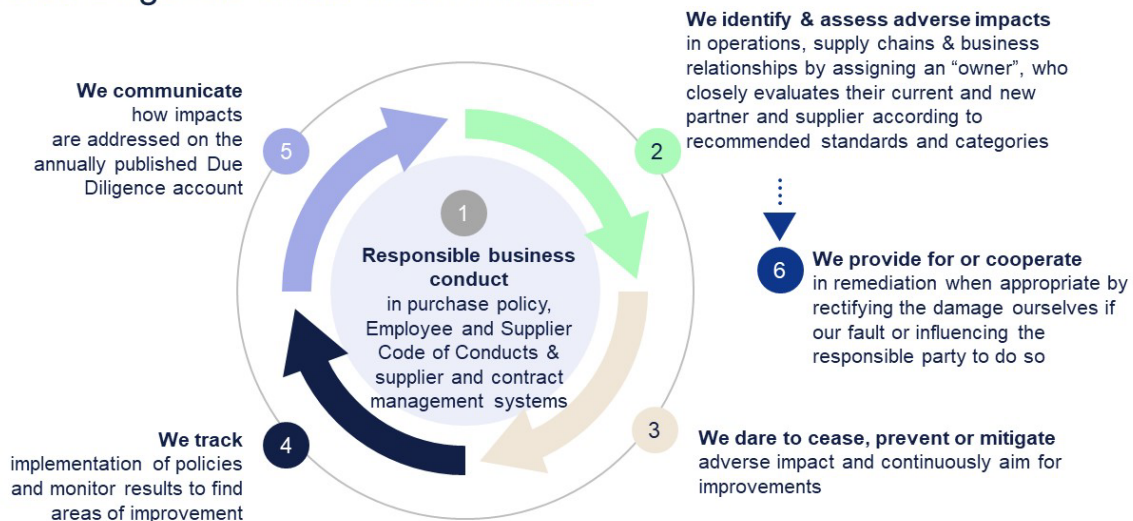 1
Responsible business
conduct
in purchase policy,
Employee and Supplier
Code of Conducts &
supplier and contract
management systems
2
We identify & assess adverse impacts
in operations, supply chains & business
relationships by assigning an “owner”, who
closely evaluates their current and new
partner and supplier according to
recommended standards and categories
6
We provide for or cooperate
in remediation when appropriate by
rectifying the damage ourselves if
our fault or influencing the
responsible party to do so
3
We dare to cease, prevent or mitigate
adverse impact and continuously aim for
improvements
4
We track
implementation of policies
and monitor results to find
areas of improvement
5
We communicate
how impacts
are addressed on the
annually published Due
Diligence account